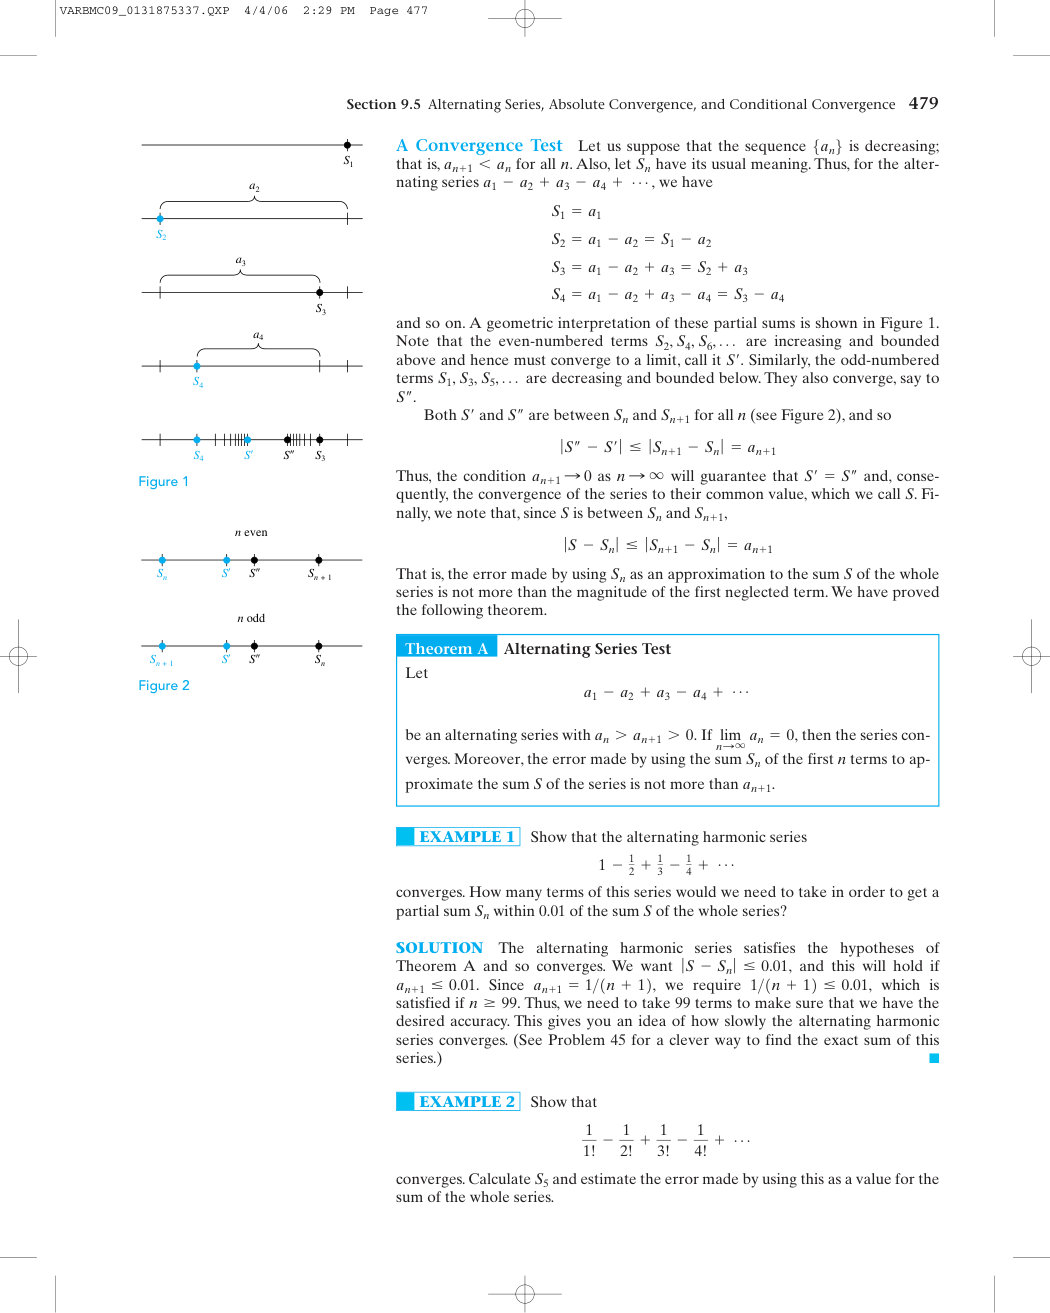 VARBMC09_0131875337.QXP 4/4/06 2:29 PM Page 477
Section 9.5 Alternating Series, Absolute Convergence, and Conditional Convergence 479
S₁
a₂
S₂
a₃
S₃
a₄
S₄
S₄ S′ S″ S₃
Figure 1
n even
Sₙ S′ S″ Sₙ₊₁
n odd
Sₙ₊₁ S′ S″ Sₙ
Figure 2
A Convergence Test Let us suppose that the sequence {aₙ} is decreasing;
that is, aₙ₊₁ < aₙ for all n. Also, let Sₙ have its usual meaning. Thus, for the alter-
nating series a₁ − a₂ + a₃ − a₄ + ⋯, we have
S₁ = a₁
S₂ = a₁ − a₂ = S₁ − a₂
S₃ = a₁ − a₂ + a₃ = S₂ + a₃
S₄ = a₁ − a₂ + a₃ − a₄ = S₃ − a₄
and so on. A geometric interpretation of these partial sums is shown in Figure 1.
Note that the even-numbered terms S₂, S₄, S₆, … are increasing and bounded
above and hence must converge to a limit, call it S′. Similarly, the odd-numbered
terms S₁, S₃, S₅, … are decreasing and bounded below. They also converge, say to
S″.
Both S′ and S″ are between Sₙ and Sₙ₊₁ for all n (see Figure 2), and so
|S″ − S′| ≤ |Sₙ₊₁ − Sₙ| = aₙ₊₁
Thus, the condition aₙ₊₁ → 0 as n → ∞ will guarantee that S′ = S″ and, conse-
quently, the convergence of the series to their common value, which we call S. Fi-
nally, we note that, since S is between Sₙ and Sₙ₊₁,
|S − Sₙ| ≤ |Sₙ₊₁ − Sₙ| = aₙ₊₁
That is, the error made by using Sₙ as an approximation to the sum S of the whole
series is not more than the magnitude of the first neglected term. We have proved
the following theorem.
Theorem A Alternating Series Test
Let
a₁ − a₂ + a₃ − a₄ + ⋯
be an alternating series with aₙ > aₙ₊₁ > 0. If lim n→∞ aₙ = 0, then the series con-
verges. Moreover, the error made by using the sum Sₙ of the first n terms to ap-
proximate the sum S of the series is not more than aₙ₊₁.
EXAMPLE 1 Show that the alternating harmonic series
1 − 1/2 + 1/3 − 1/4 + ⋯
converges. How many terms of this series would we need to take in order to get a
partial sum Sₙ within 0.01 of the sum S of the whole series?
SOLUTION The alternating harmonic series satisfies the hypotheses of
Theorem A and so converges. We want |S − Sₙ| ≤ 0.01, and this will hold if
aₙ₊₁ ≤ 0.01. Since aₙ₊₁ = 1/(n + 1), we require 1/(n + 1) ≤ 0.01, which is
satisfied if n ≥ 99. Thus, we need to take 99 terms to make sure that we have the
desired accuracy. This gives you an idea of how slowly the alternating harmonic
series converges. (See Problem 45 for a clever way to find the exact sum of this
series.)
EXAMPLE 2 Show that
1/1! − 1/2! + 1/3! − 1/4! + ⋯
converges. Calculate S₅ and estimate the error made by using this as a value for the
sum of the whole series.